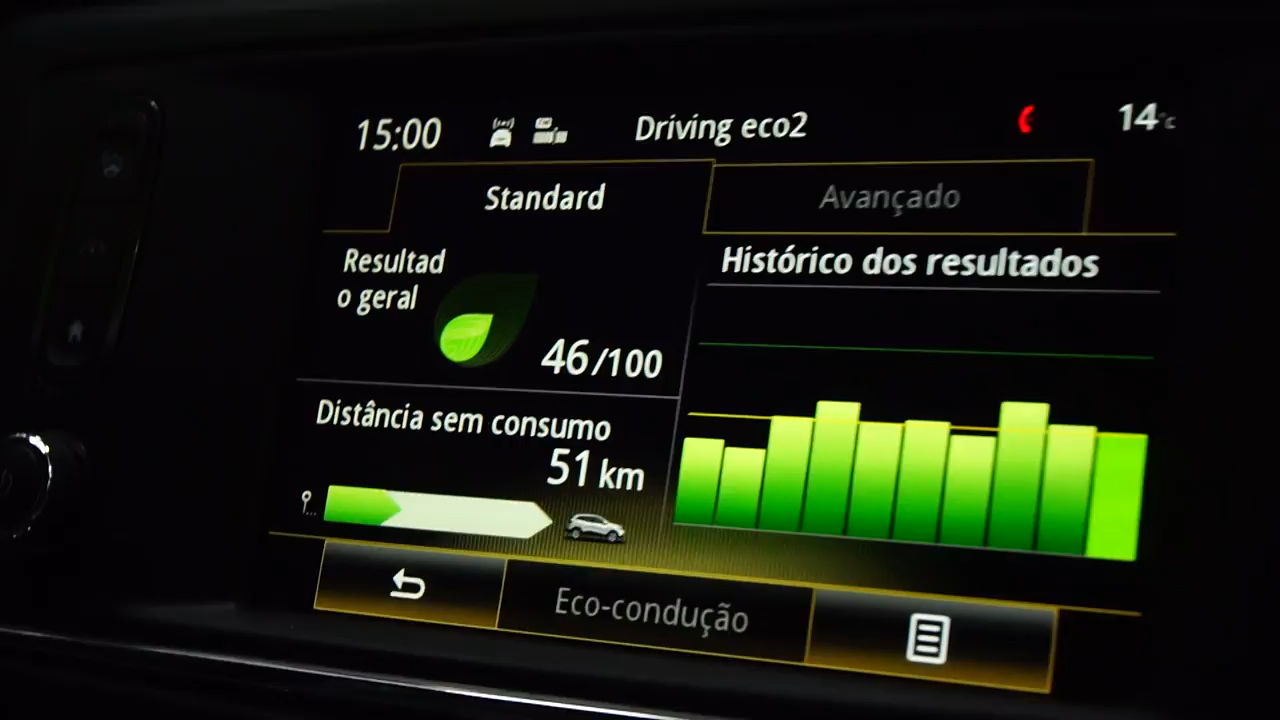 15:00
Driving eco2
14°C
Standard
Avançado
Resultad
o geral
46/100
Histórico dos resultados
Distância sem consumo
51 km
Eco-condução